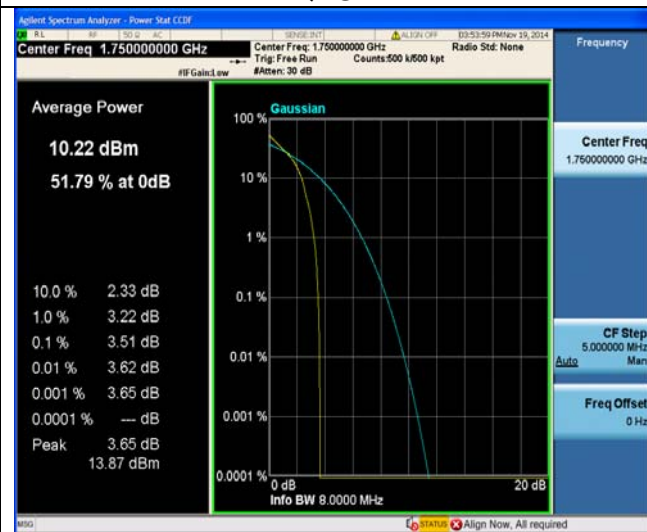 Agilent Spectrum Analyzer - Power Stat CCDF
RL RF 50 Ω AC SENSE:INT ALIGN OFF 03:53:59 PM Nov 19, 2014
Center Freq 1.750000000 GHz
Center Freq: 1.750000000 GHz Radio Std: None
Trig: Free Run Counts:500 k/500 kpt
#IFGain:Low #Atten: 30 dB
Frequency
Average Power
10.22 dBm
51.79 % at 0dB
10.0 % 2.33 dB
1.0 % 3.22 dB
0.1 % 3.51 dB
0.01 % 3.62 dB
0.001 % 3.65 dB
0.0001 % --- dB
Peak 3.65 dB
13.87 dBm
Gaussian
100 %
10 %
1 %
0.1 %
0.01 %
0.001 %
0.0001 %
0 dB 20 dB
Info BW 8.0000 MHz
Center Freq
1.750000000 GHz
CF Step
5.000000 MHz
Auto Man
Freq Offset
0 Hz
MSG STATUS Align Now, All required